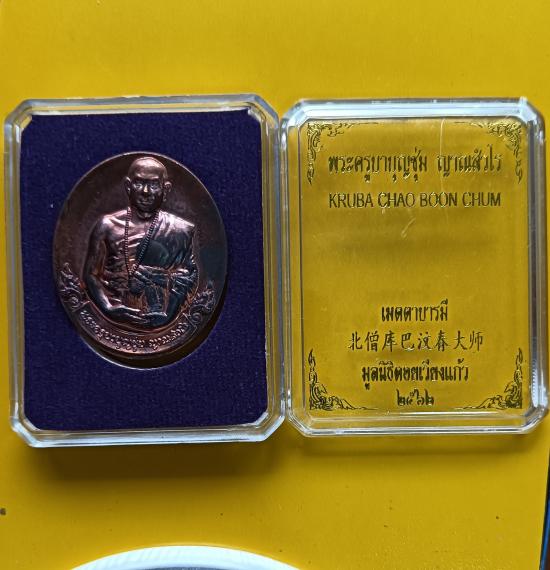 พระครูบาบุญชุ่ม ญาณสํวโร
KRUBA CHAO BOON CHUM
เมตตาบารมี
北僧库巴汶春大师
มูลนิธิดอยเวียงแก้ว
๒๕๖๒